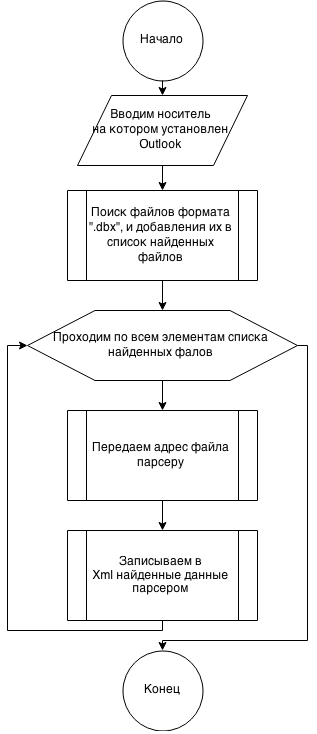 Начало
Вводим носитель
на котором установлен
Outlook
Поиск файлов формата
".dbx", и добавления их в
список найденных
файлов
Проходим по всем элементам списка
найденных фалов
Передаем адрес файла
парсеру
Записываем в
Xml найденные данные
парсером
Конец